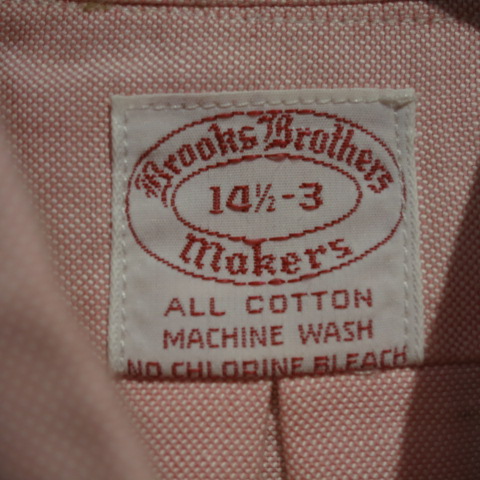 Brooks Brothers
14½-3
Makers
ALL COTTON
MACHINE WASH
NO CHLORINE BLEACH